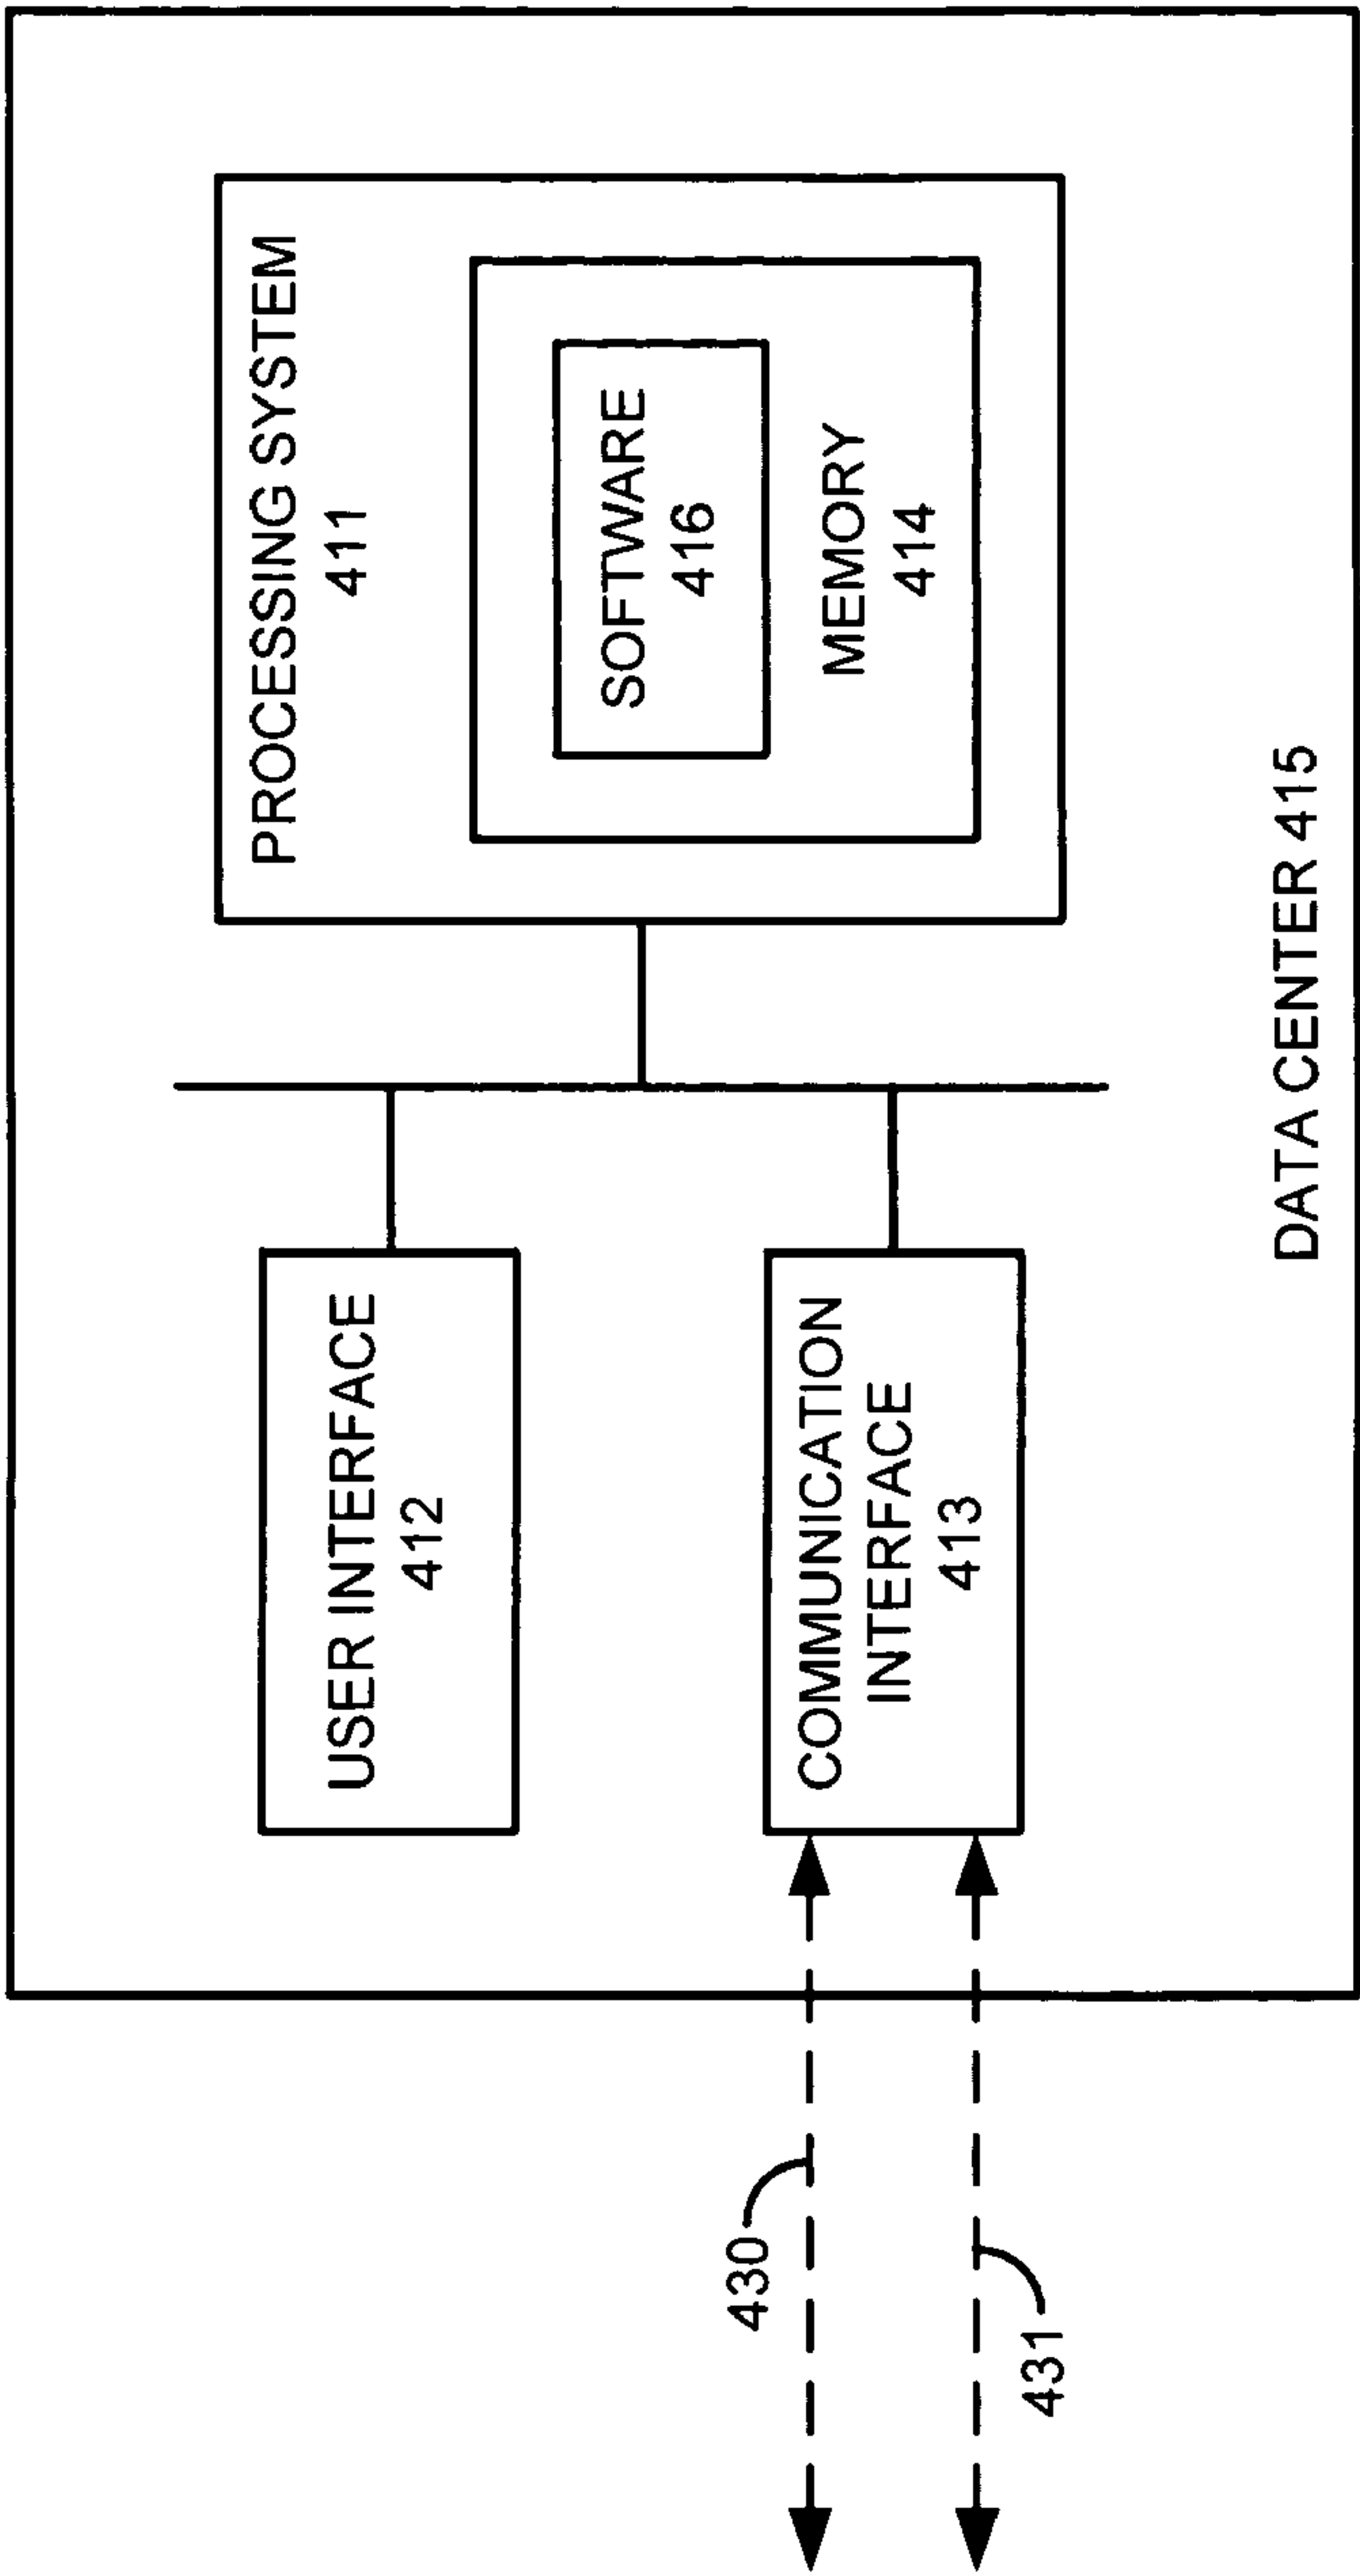 PROCESSING SYSTEM
411
SOFTWARE
416
MEMORY
414
USER INTERFACE
412
COMMUNICATION
INTERFACE
413
430
431
DATA CENTER 415